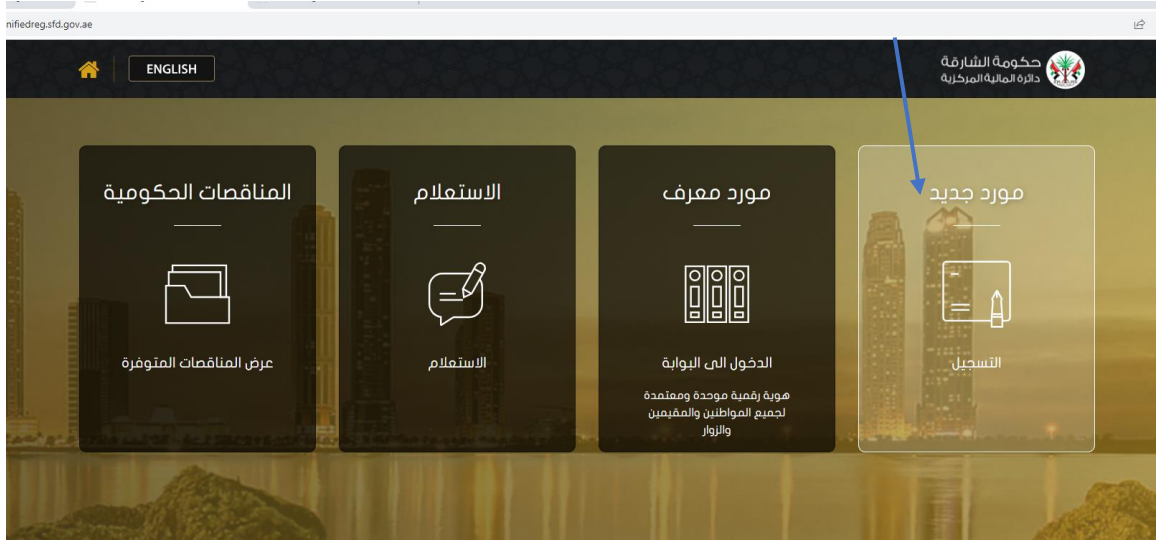 nifiedreg.sfd.gov.ae
ENGLISH
حكومة الشارقة
دائرة المالية المركزية
مورد جديد
التسجيل
مورد معرف
الدخول الى البوابة
هوية رقمية موحدة ومعتمدة
لجميع المواطنين والمقيمين
والزوار
الاستعلام
الاستعلام
المناقصات الحكومية
عرض المناقصات المتوفرة